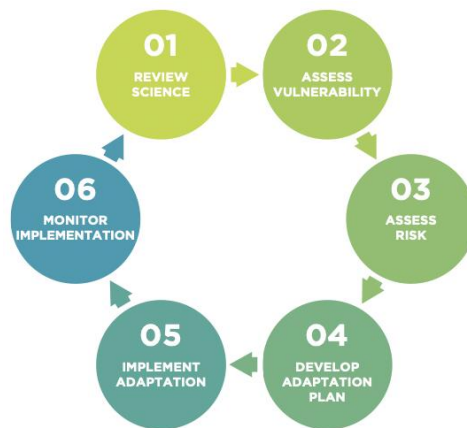 01
REVIEW
SCIENCE
02
ASSESS
VULNERABILITY
03
ASSESS
RISK
04
DEVELOP
ADAPTATION
PLAN
05
IMPLEMENT
ADAPTATION
06
MONITOR
IMPLEMENTATION